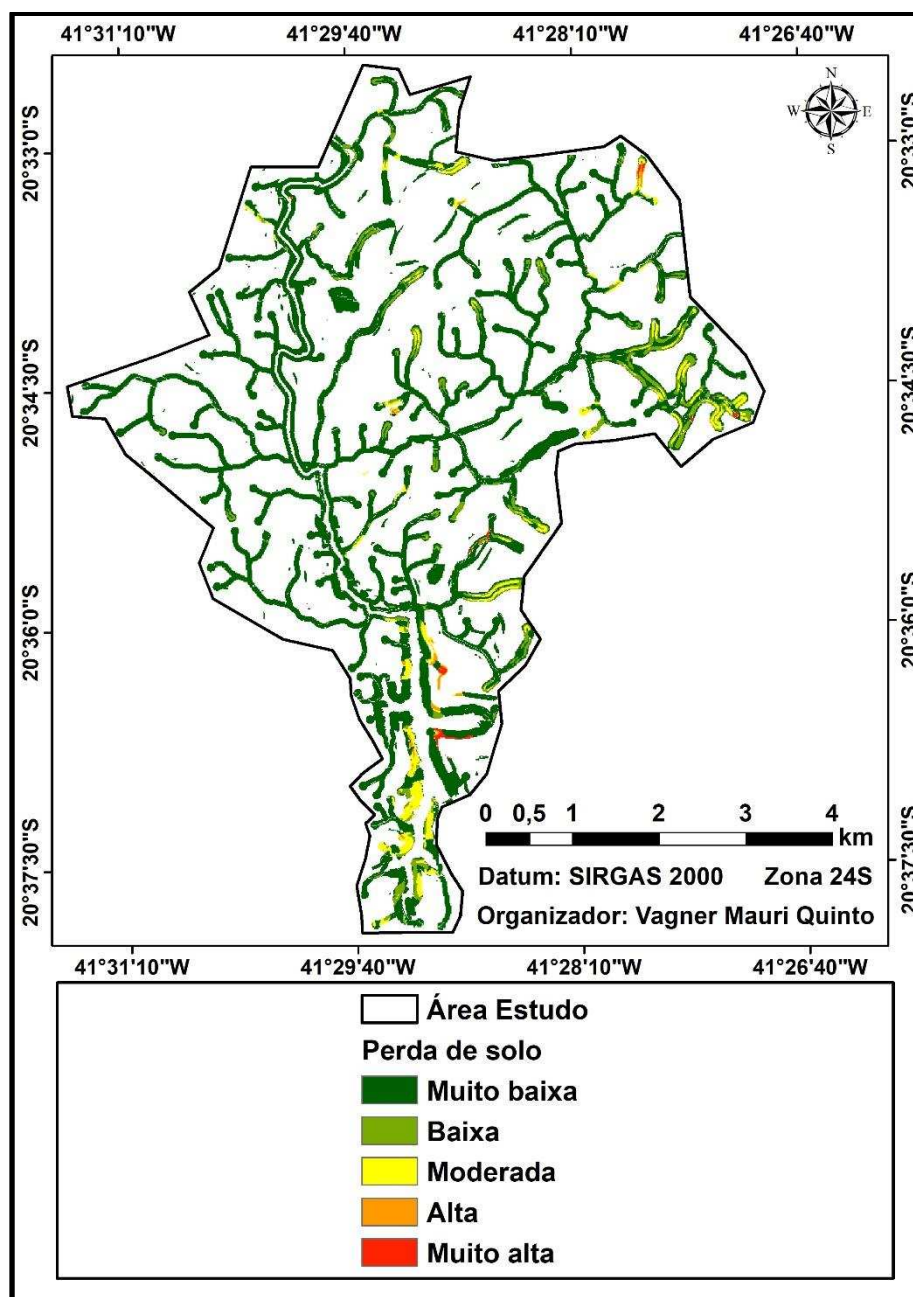 41°31'10"W 41°29'40"W 41°28'10"W 41°26'40"W
N
W E
S
20°33'0"S 20°33'0"S
20°34'30"S 20°34'30"S
20°36'0"S 20°36'0"S
20°37'30"S 20°37'30"S
0 0,5 1 2 3 4
km
Datum: SIRGAS 2000 Zona 24S
Organizador: Vagner Mauri Quinto
41°31'10"W 41°29'40"W 41°28'10"W 41°26'40"W
Área Estudo
Perda de solo
Muito baixa
Baixa
Moderada
Alta
Muito alta